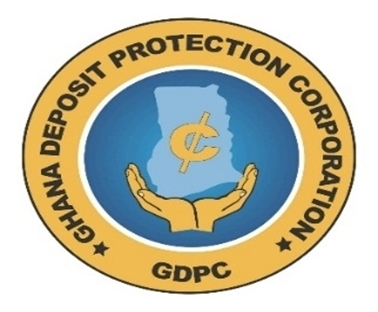 GHANA DEPOSIT PROTECTION CORPORATION
₵
GDPC